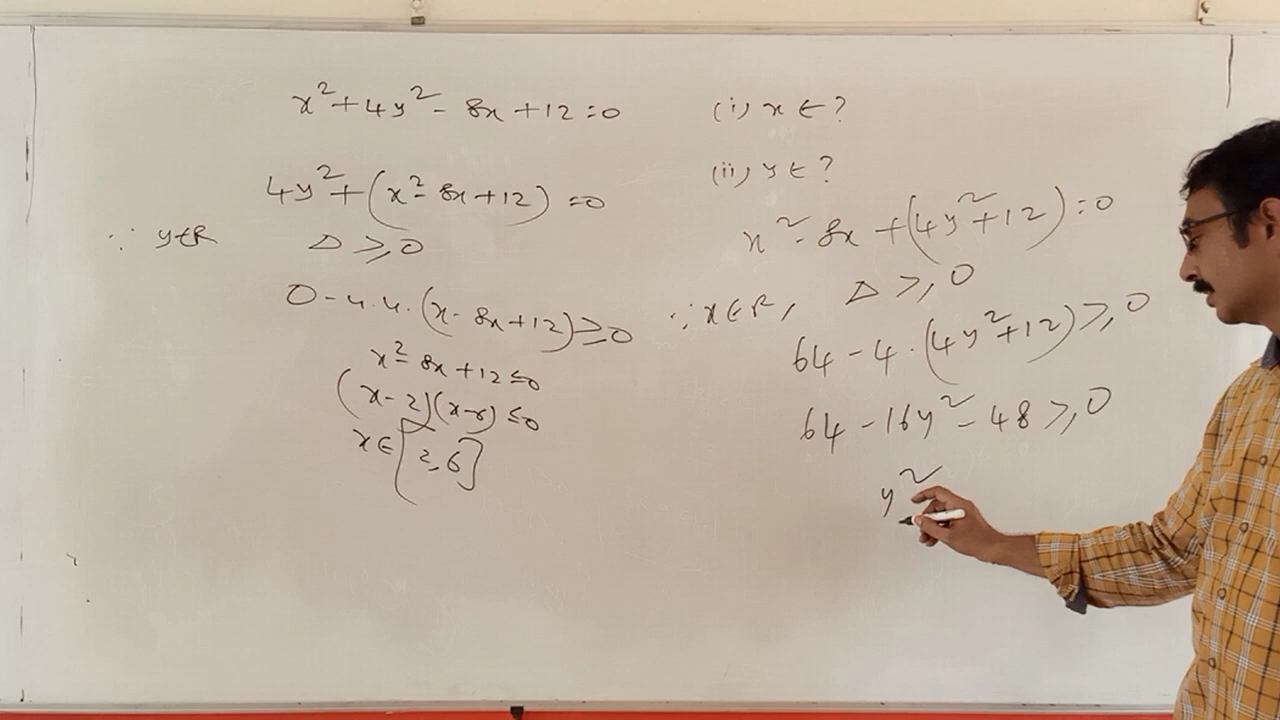 x²+4y²- 8x+12=0
4y²+(x²-8x+12)=0
∵ y∈R Δ≥0
0-4.4.(x-8x+12)≥0
x²-8x+12≤0
(x-2)(x-6)≤0
x∈[2,6]
(i) x∈?
(ii) y∈?
x²-8x+(4y²+12)=0
∵ x∈R, Δ≥0
64-4.(4y²+12)≥0
64-16y²-48≥0
y²